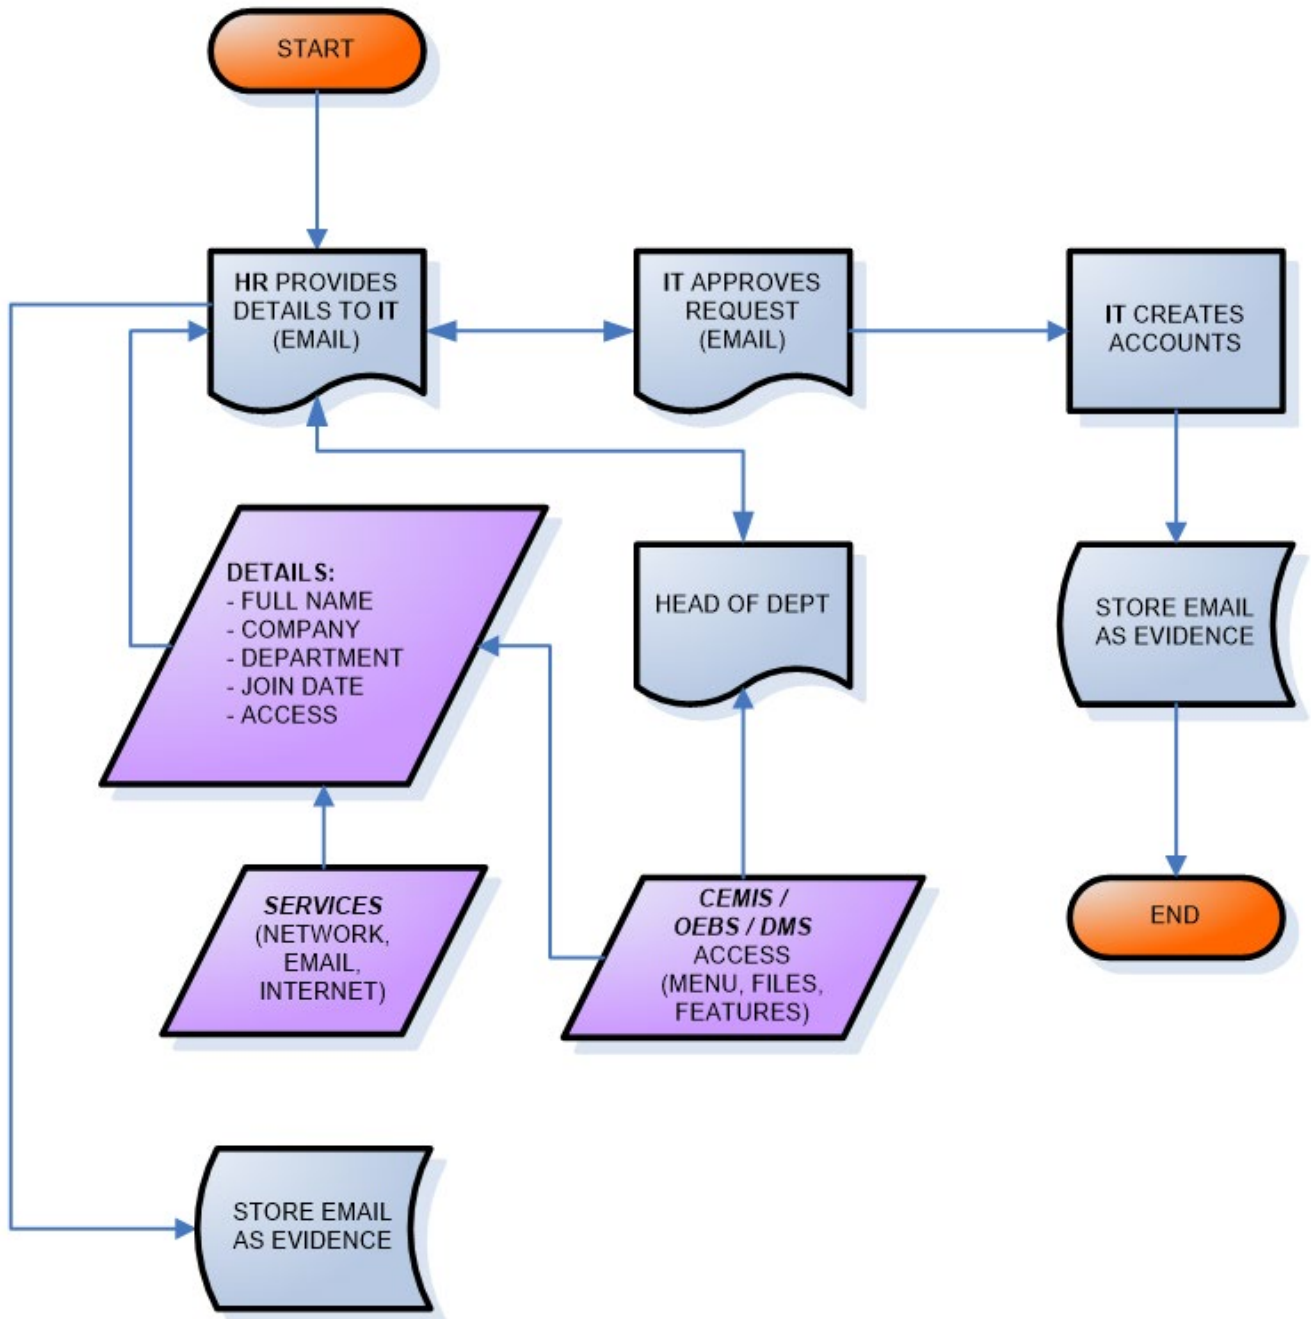 START
HR PROVIDES
DETAILS TO IT
(EMAIL)
IT APPROVES
REQUEST
(EMAIL)
IT CREATES
ACCOUNTS
DETAILS:
- FULL NAME
- COMPANY
- DEPARTMENT
- JOIN DATE
- ACCESS
HEAD OF DEPT
STORE EMAIL
AS EVIDENCE
SERVICES
(NETWORK,
EMAIL,
INTERNET)
CEMIS /
OEBS / DMS
ACCESS
(MENU, FILES,
FEATURES)
END
STORE EMAIL
AS EVIDENCE